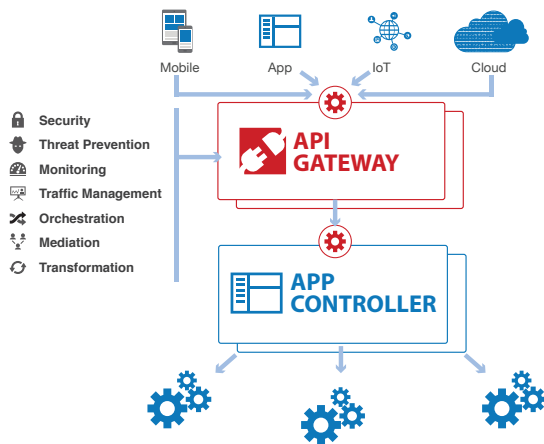 Mobile
App
IoT
Cloud
Security
Threat Prevention
Monitoring
Traffic Management
Orchestration
Mediation
Transformation
API
GATEWAY
APP
CONTROLLER